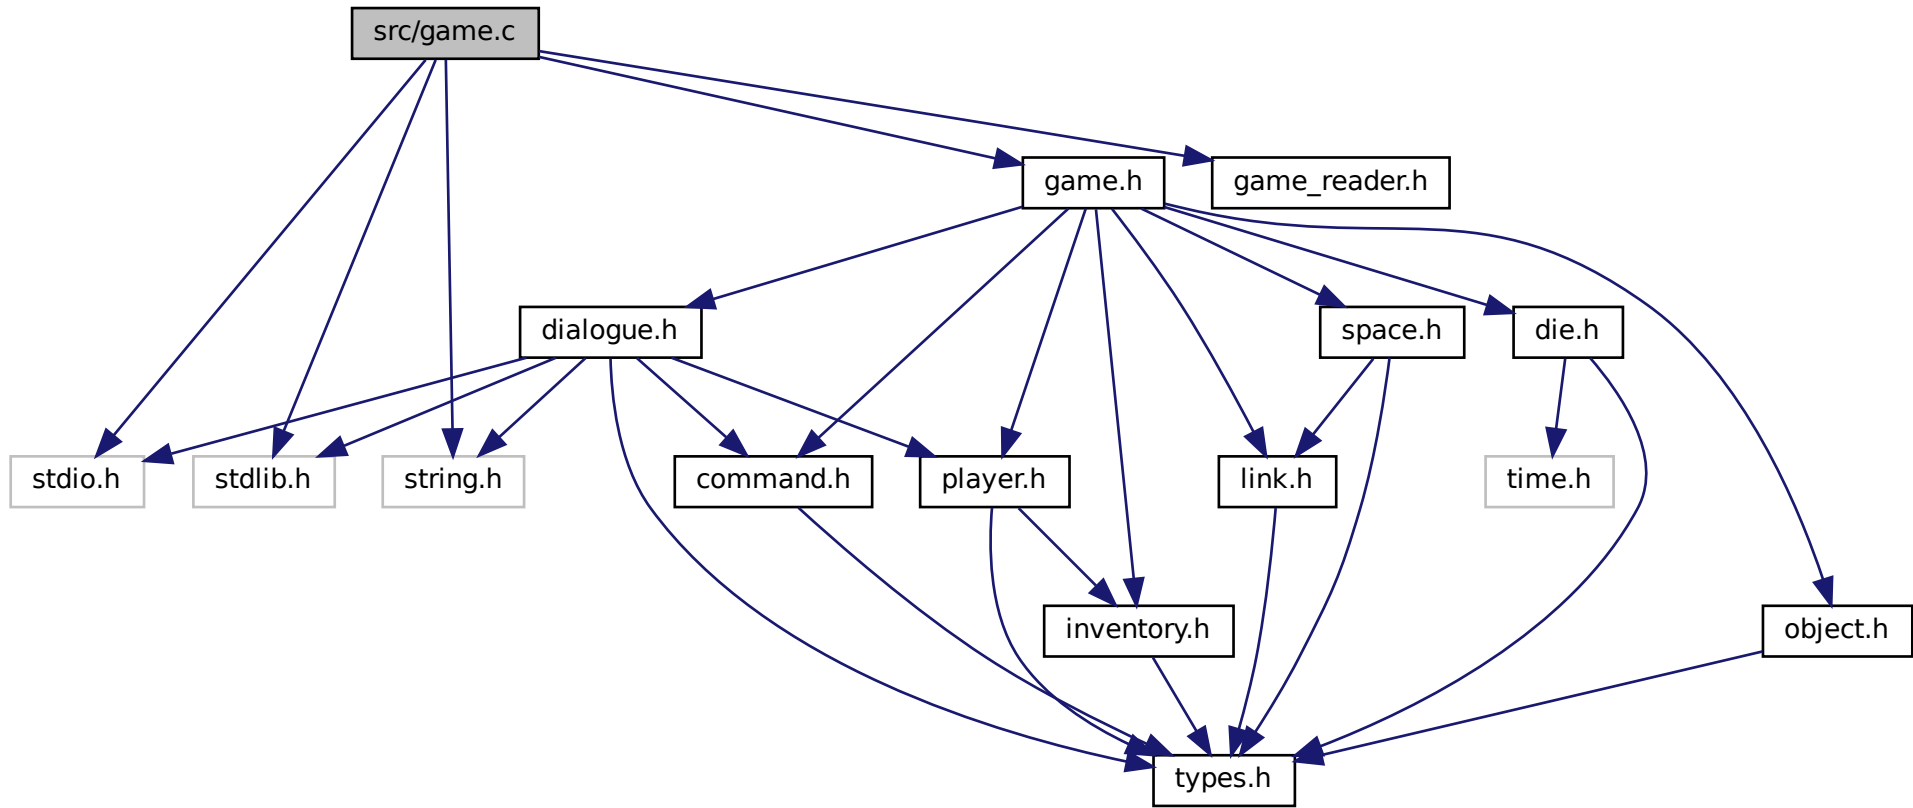 src/game.c
game.h
game_reader.h
dialogue.h
space.h
die.h
stdio.h
stdlib.h
string.h
command.h
player.h
link.h
time.h
inventory.h
object.h
types.h